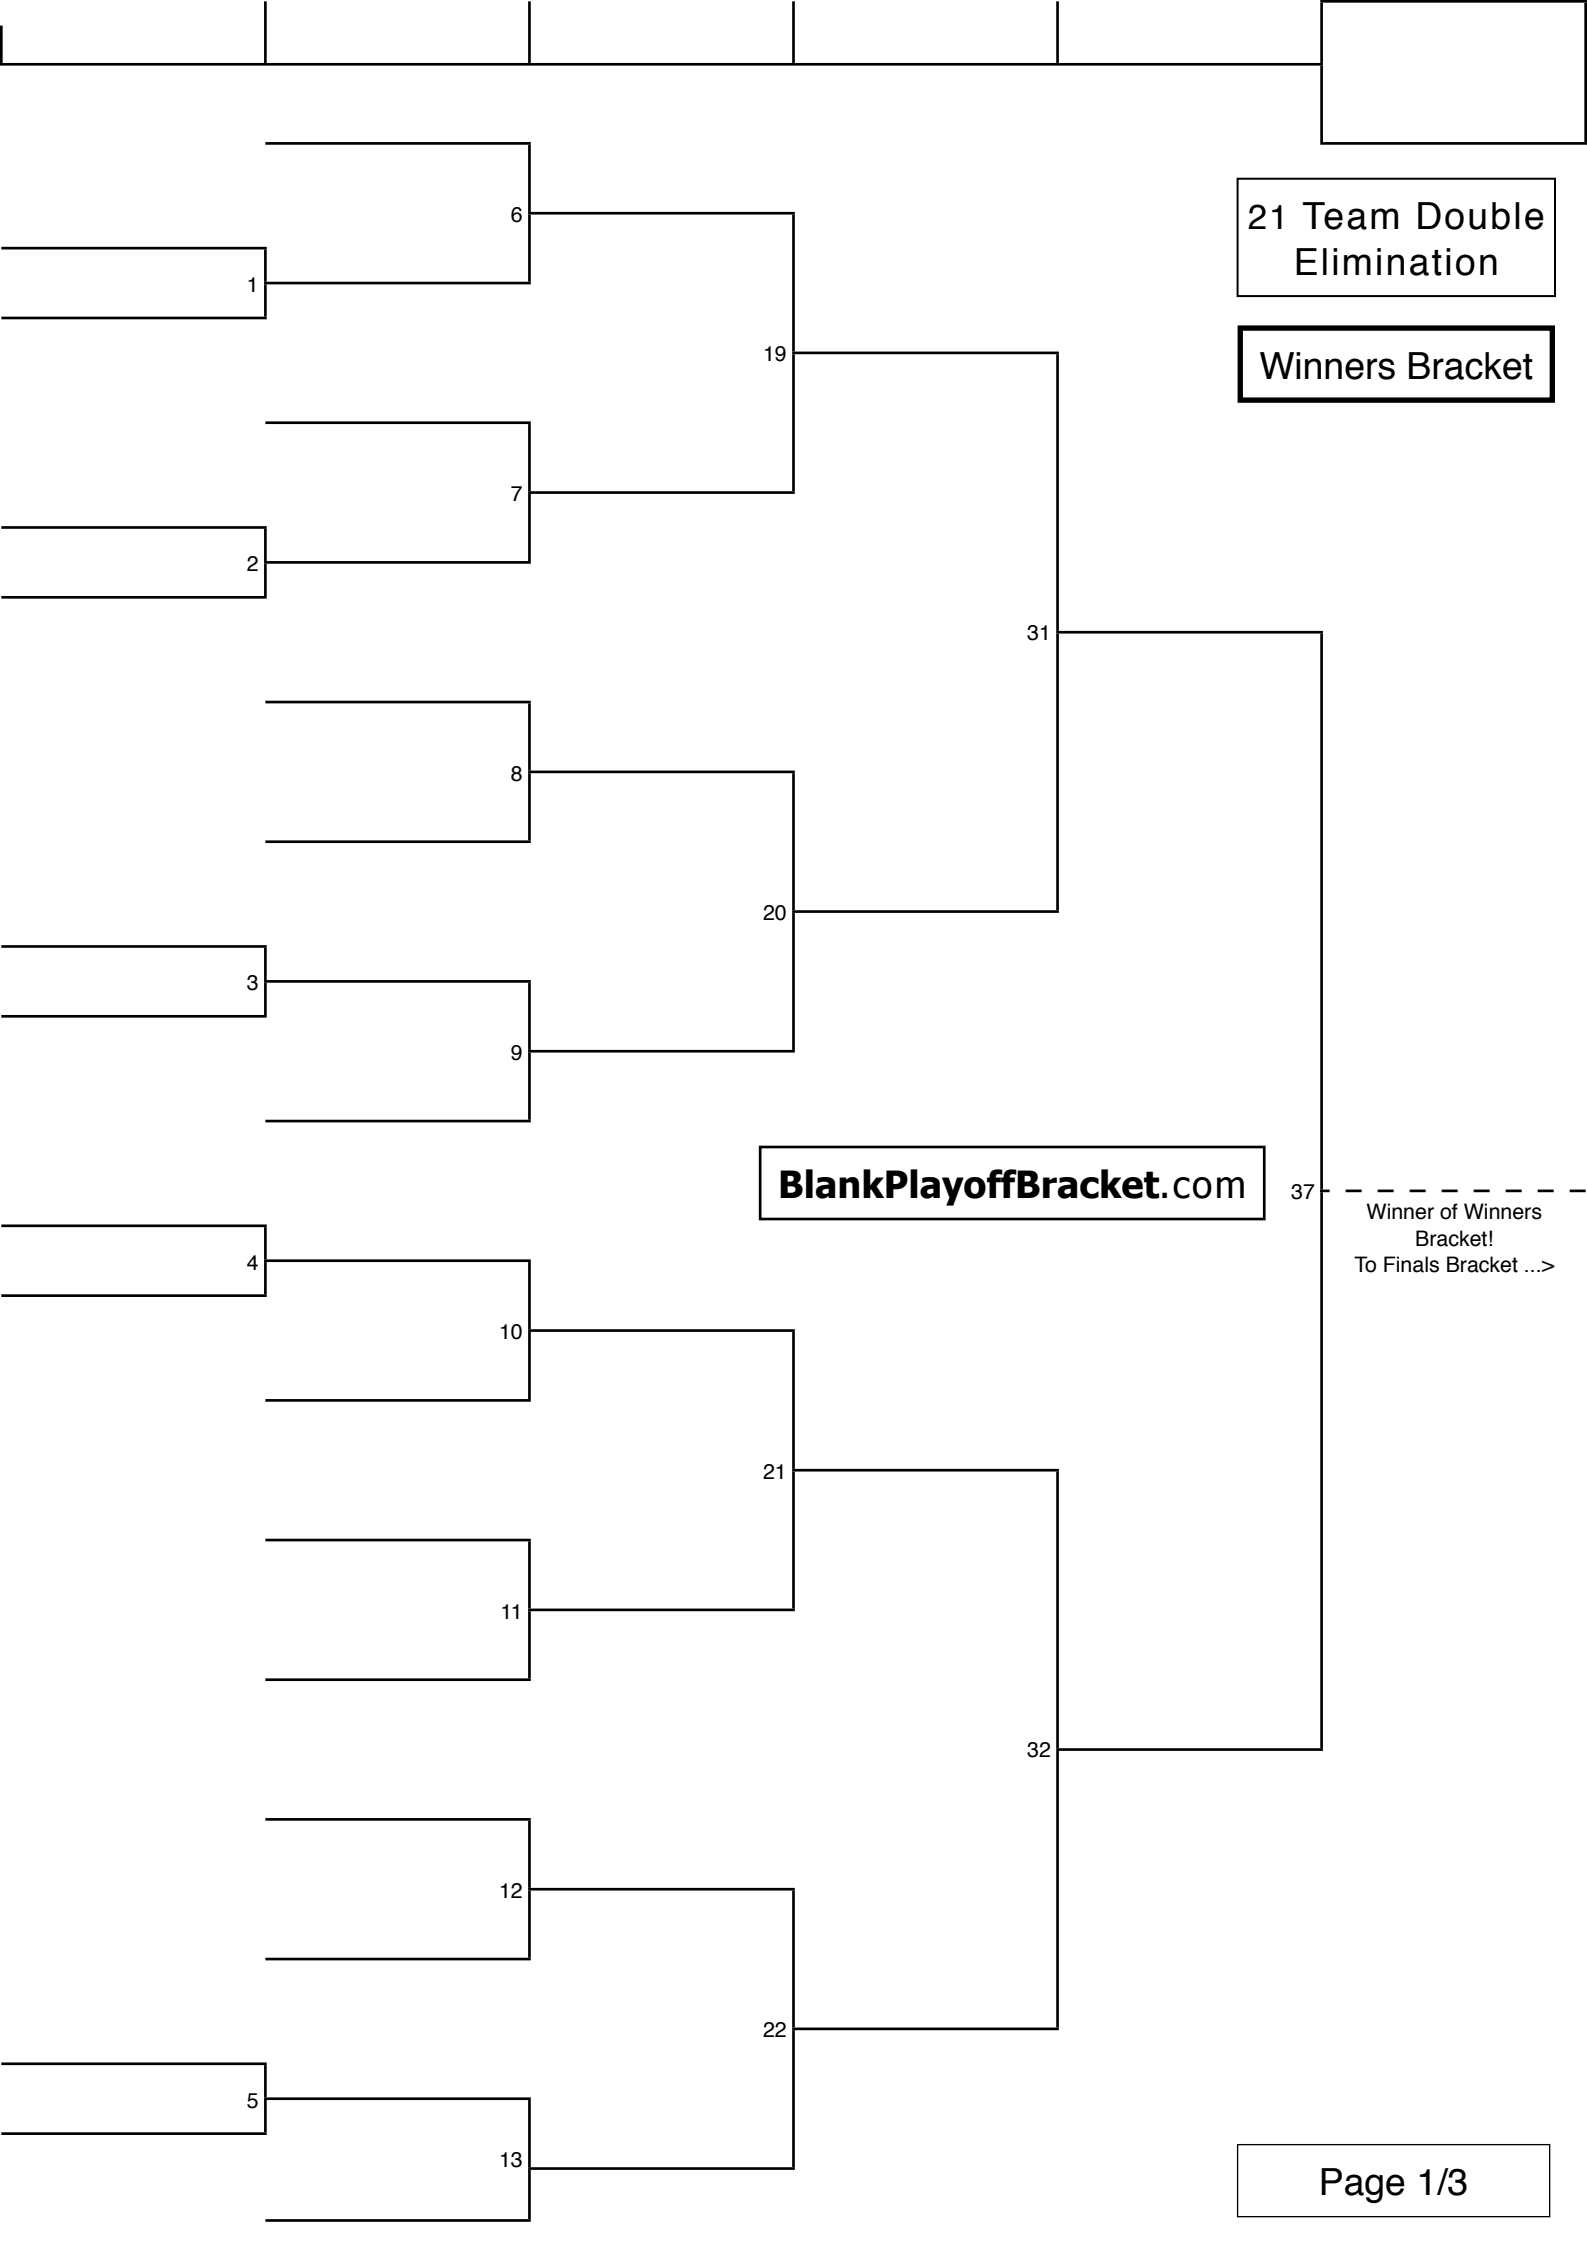 21 Team Double
Elimination
Winners Bracket
6
1
19
7
2
31
8
20
3
9
BlankPlayoffBracket.com
37
Winner of Winners
Bracket!
To Finals Bracket ...>
4
10
21
11
32
12
22
5
13
Page 1/3